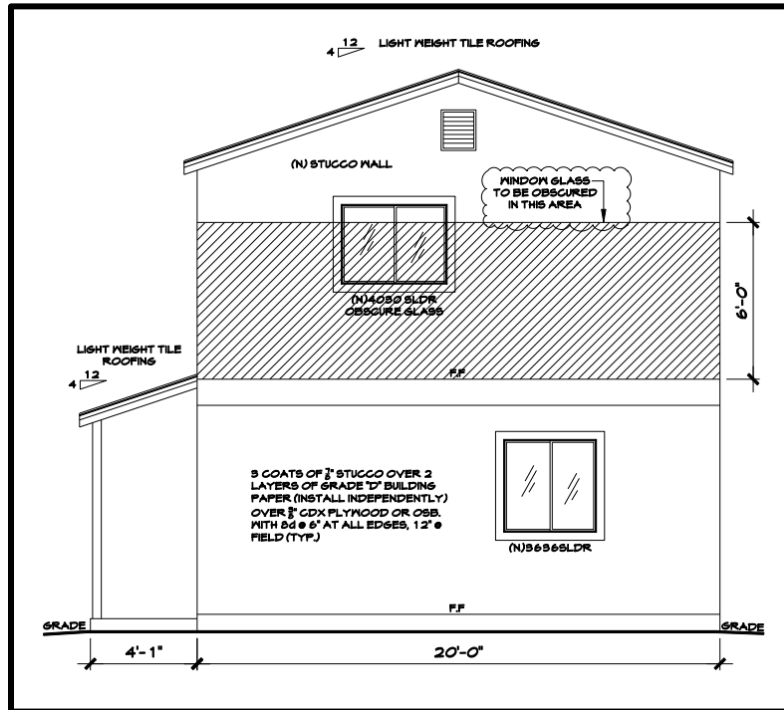 12
4
LIGHT WEIGHT TILE ROOFING
(N) STUCCO WALL
WINDOW GLASS
TO BE OBSCURED
IN THIS AREA
(N)4030 SLDR
OBSCURE GLASS
6'-0"
LIGHT WEIGHT TILE
ROOFING
12
4
F.F
3 COATS OF ⅞" STUCCO OVER 2
LAYERS OF GRADE "D" BUILDING
PAPER (INSTALL INDEPENDENTLY)
OVER ⅜" CDX PLYWOOD OR OSB.
WITH 8d @ 6" AT ALL EDGES, 12" @
FIELD (TYP.)
(N)3636SLDR
F.F
GRADE
GRADE
4'-1"
20'-0"